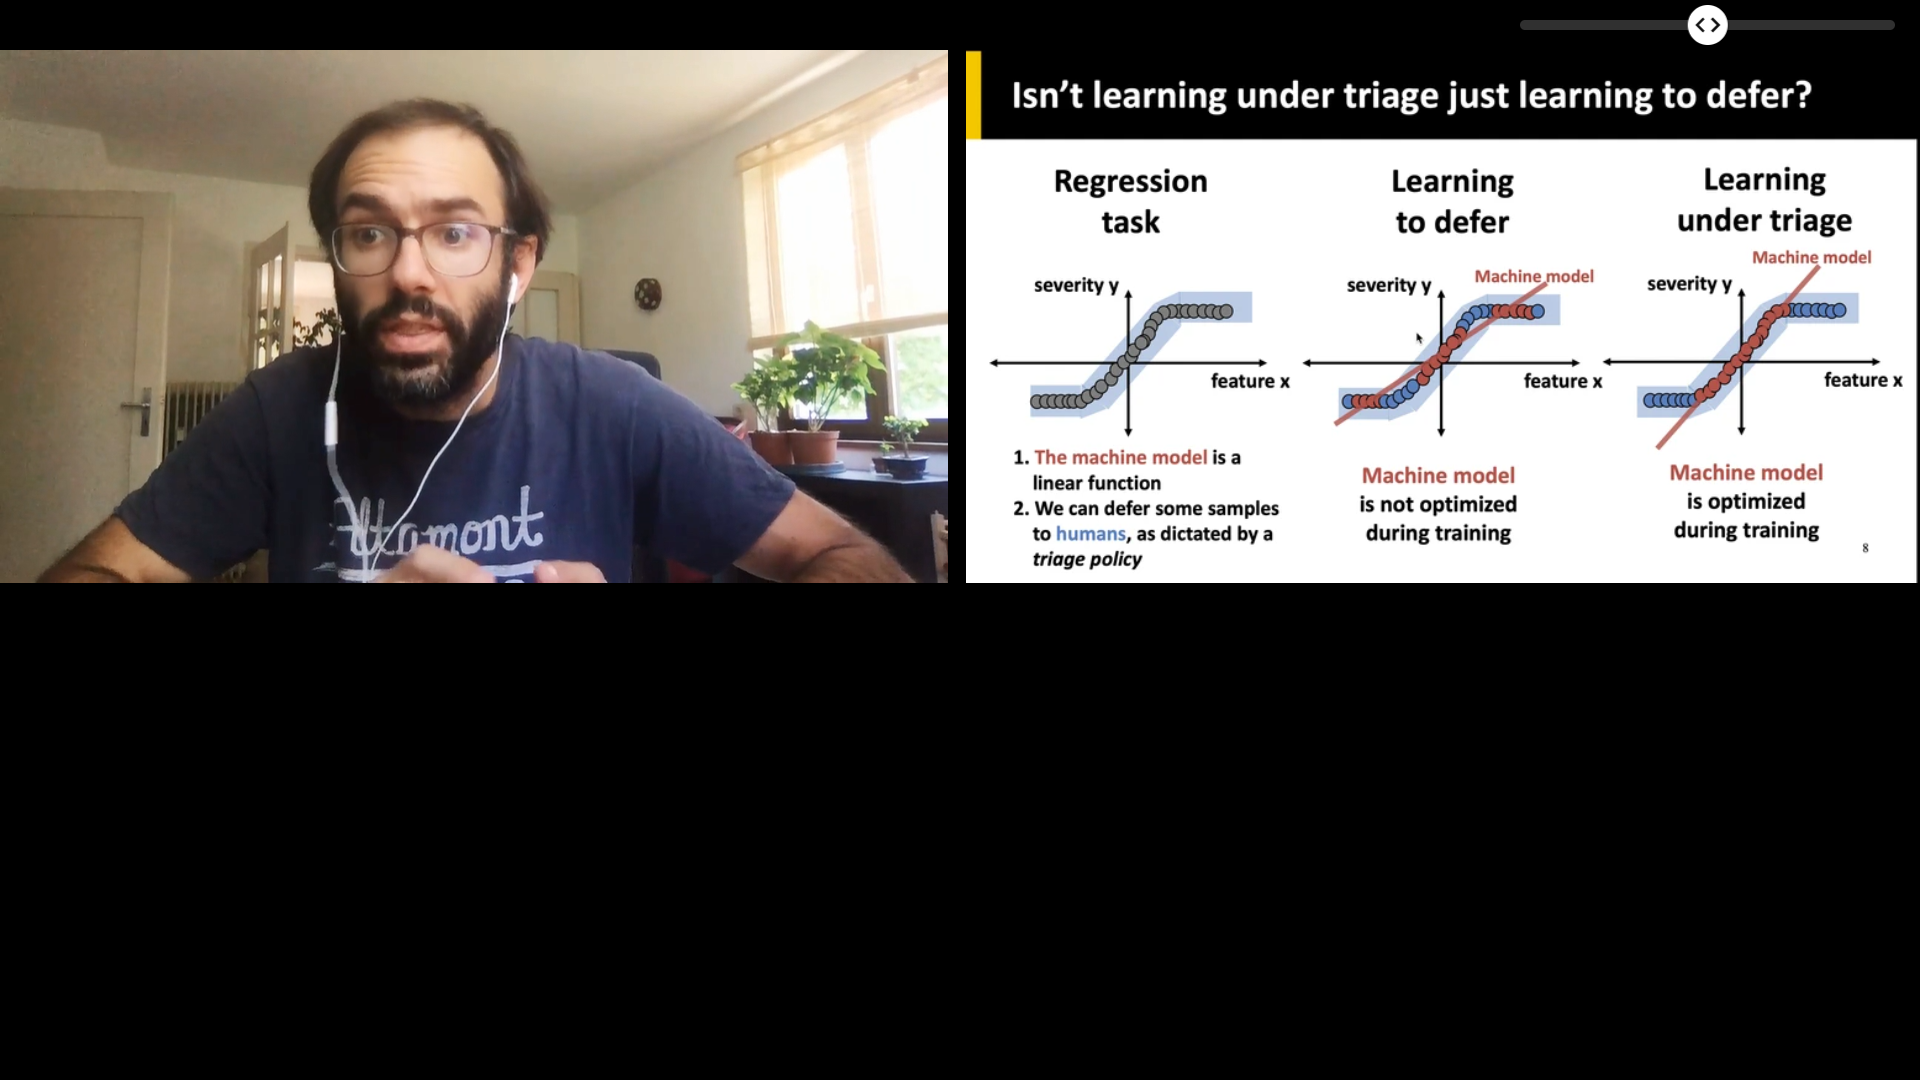 Isn't learning under triage just learning to defer?
Regression
task
severity y
feature x
1. The machine model is a
linear function
2. We can defer some samples
to humans, as dictated by a
triage policy
Learning
to defer
Machine model
severity y
feature x
Machine model
is not optimized
during training
Learning
under triage
Machine model
severity y
feature x
Machine model
is optimized
during training
8
Altamont